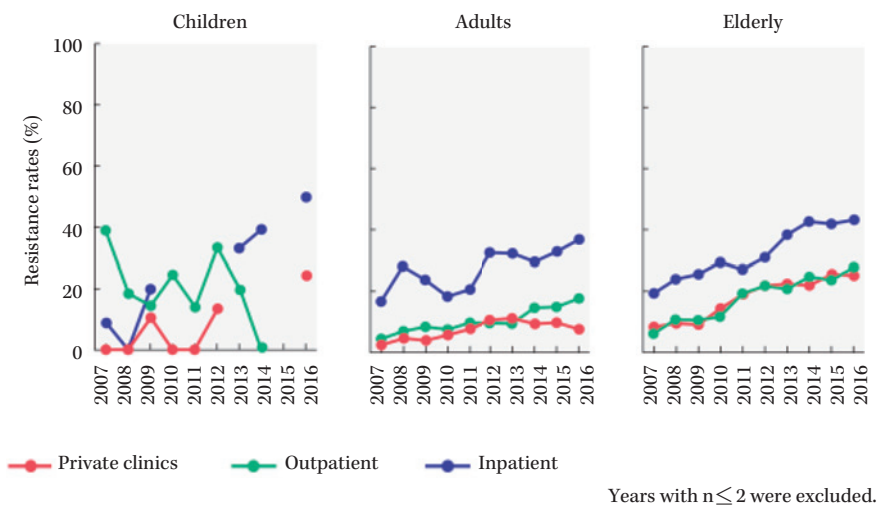 Children
Adults
Elderly
Resistance rates (%)
100
80
60
40
20
0
2007 2008 2009 2010 2011 2012 2013 2014 2015 2016
2007 2008 2009 2010 2011 2012 2013 2014 2015 2016
2007 2008 2009 2010 2011 2012 2013 2014 2015 2016
Private clinics
Outpatient
Inpatient
Years with n≦2 were excluded.